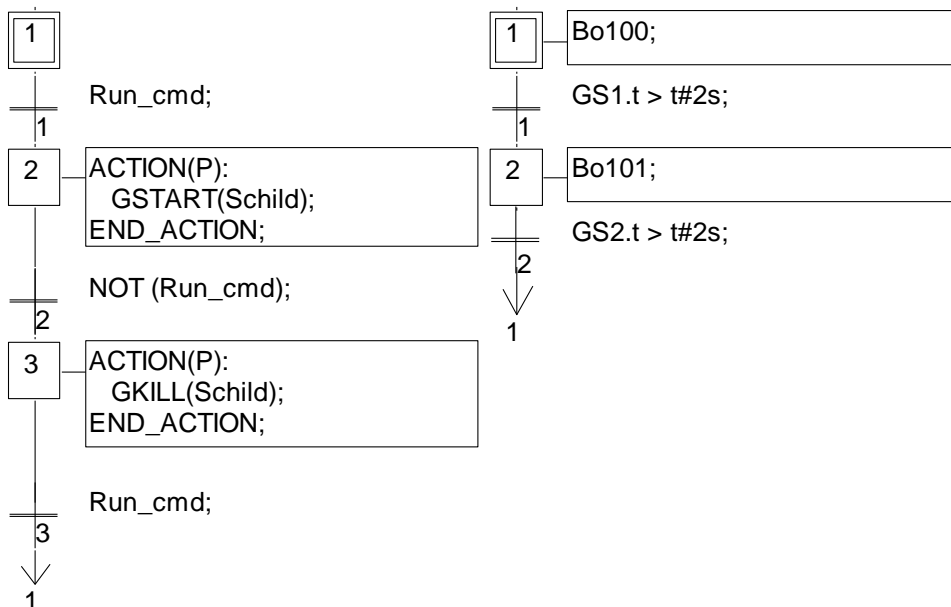 1
Run_cmd;
1
2
ACTION(P):
GSTART(Schild);
END_ACTION;
NOT (Run_cmd);
2
3
ACTION(P):
GKILL(Schild);
END_ACTION;
Run_cmd;
3
1
1
Bo100;
GS1.t > t#2s;
1
2
Bo101;
GS2.t > t#2s;
2
1